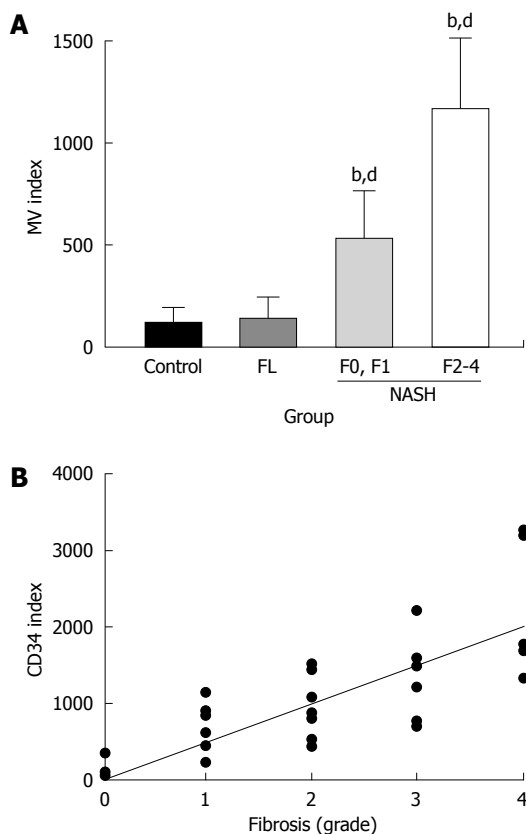 A
1500
1000
500
0
MV index
b,d
b,d
Control FL F0, F1 F2-4
NASH
Group
B
4000
3000
2000
1000
0
CD34 index
0 1 2 3 4
Fibrosis (grade)